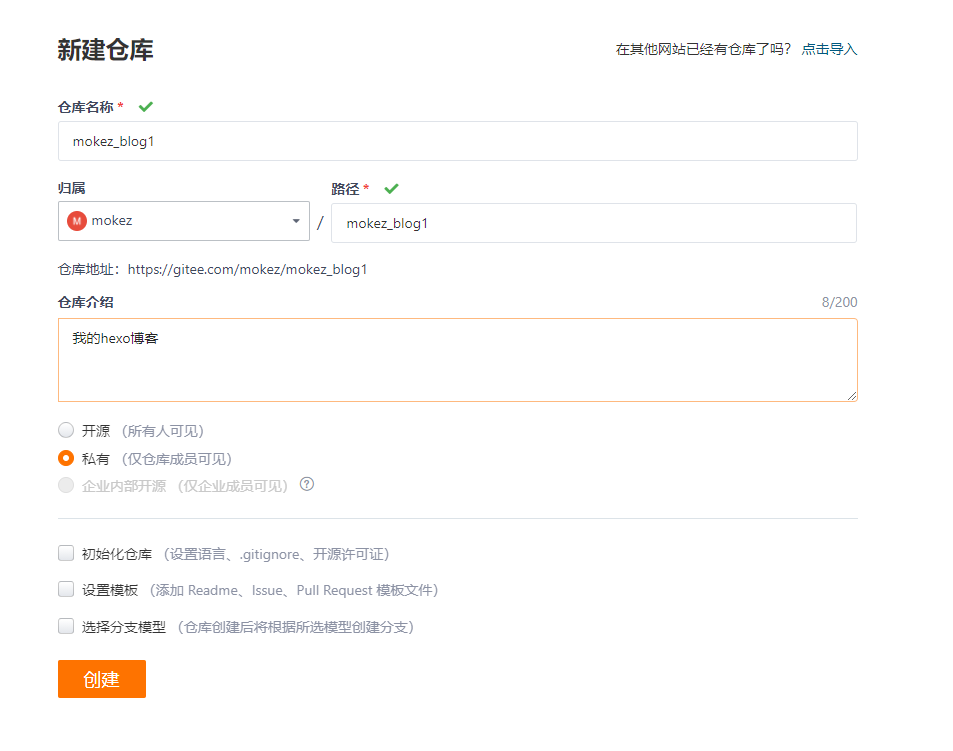 新建仓库
在其他网站已经有仓库了吗? 点击导入
仓库名称 *
mokez_blog1
归属
路径 *
M mokez / mokez_blog1
仓库地址：https://gitee.com/mokez/mokez_blog1
仓库介绍 8/200
我的hexo博客
开源 （所有人可见）
私有 （仅仓库成员可见）
企业内部开源 （仅企业成员可见） ?
初始化仓库 （设置语言、.gitignore、开源许可证）
设置模板 （添加 Readme、Issue、Pull Request 模板文件）
选择分支模型 （仓库创建后将根据所选模型创建分支）
创建